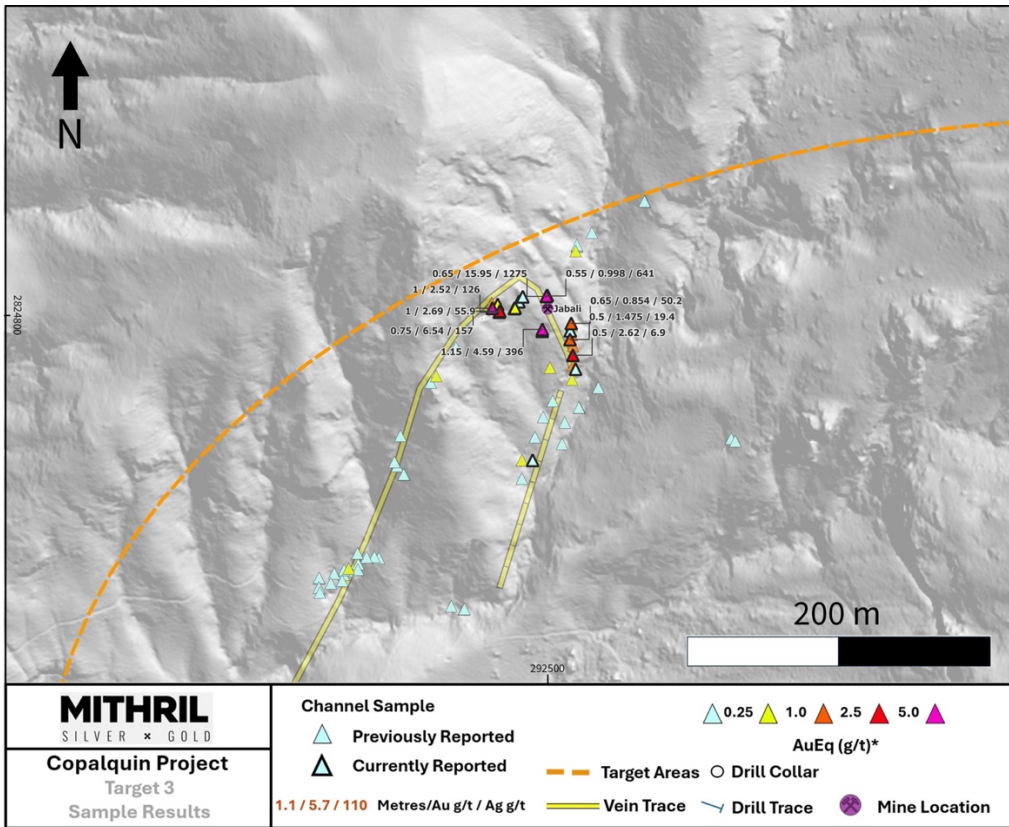 N
0.65 / 15.95 / 1275
0.55 / 0.998 / 641
1 / 2.52 / 126
0.65 / 0.854 / 50.2
1 / 2.69 / 55.9
Jabali
0.5 / 1.475 / 19.4
0.75 / 6.54 / 157
0.5 / 2.62 / 6.9
1.15 / 4.59 / 396
2824800
200 m
292500
MITHRIL
SILVER × GOLD
Copalquin Project
Target 3
Sample Results
Channel Sample
Previously Reported
Currently Reported
1.1 / 5.7 / 110 Metres/Au g/t / Ag g/t
0.25 1.0 2.5 5.0
AuEq (g/t)*
Target Areas
Drill Collar
Vein Trace
Drill Trace
Mine Location